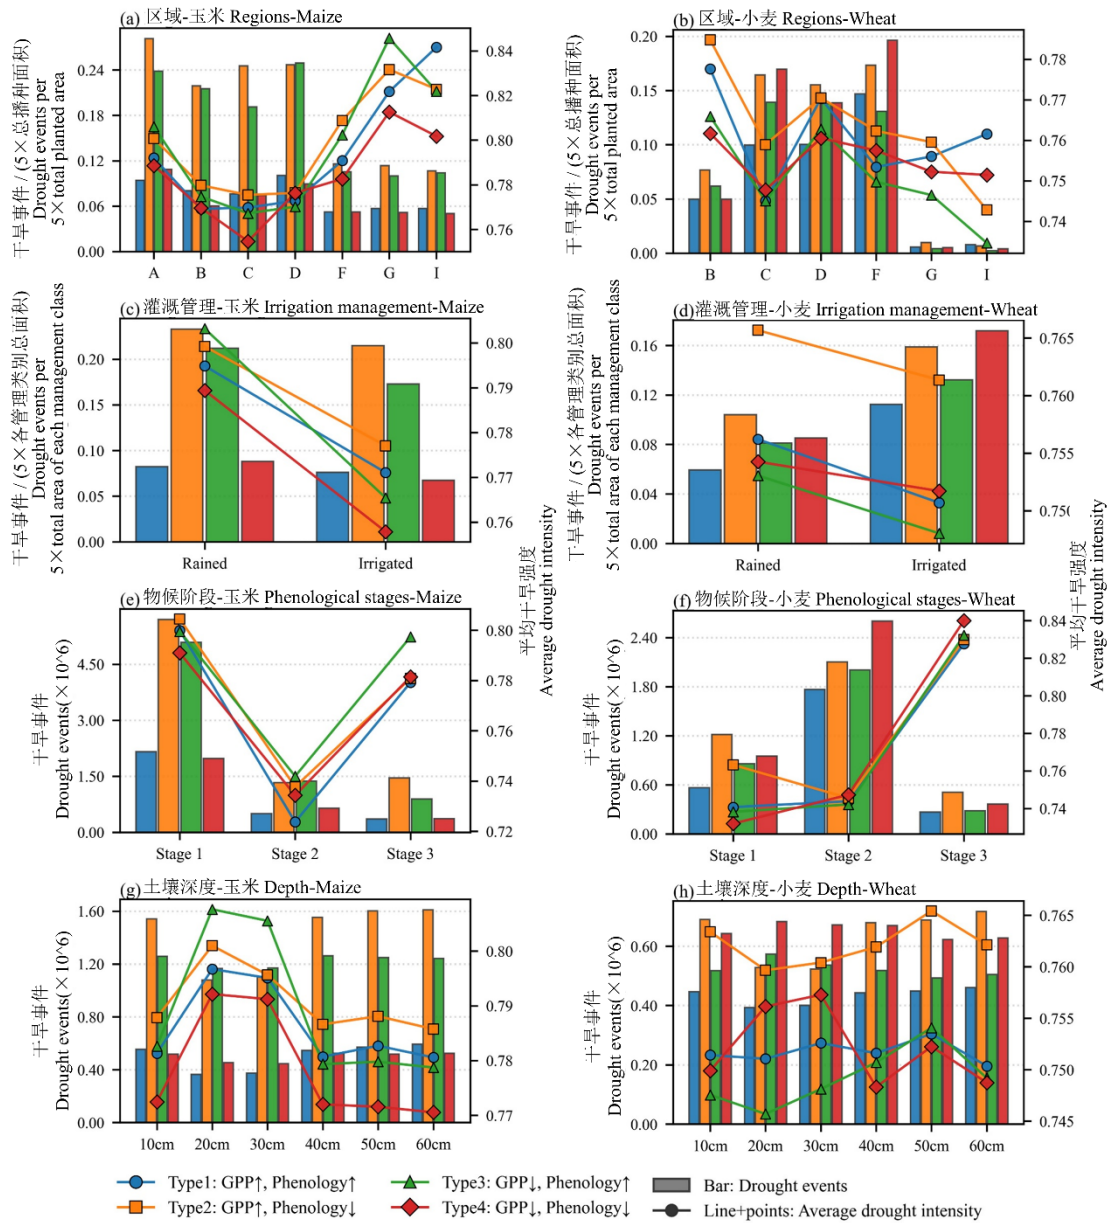 (a) 区域-玉米 Regions-Maize
干旱事件 / (5×总播种面积)
Drought events per
5×total planted area
0.24
0.18
0.12
0.06
0.00
0.84
0.82
0.80
0.78
0.76
A B C D F G I
(b) 区域-小麦 Regions-Wheat
干旱事件 / (5×总播种面积)
Drought events per
5×total planted area
0.20
0.15
0.10
0.05
0.00
0.78
0.77
0.76
0.75
0.74
B C D F G I
(c) 灌溉管理-玉米 Irrigation management-Maize
干旱事件 / (5×各管理类别总面积)
Drought events per
5×total area of each management class
0.20
0.15
0.10
0.05
0.00
0.80
0.79
0.78
0.77
0.76
Rained Irrigated
(d) 灌溉管理-小麦 Irrigation management-Wheat
干旱事件 / (5×各管理类别总面积)
Drought events per
5×total area of each management class
0.16
0.12
0.08
0.04
0.00
0.765
0.760
0.755
0.750
Rained Irrigated
平均干旱强度
Average drought intensity
平均干旱强度
Average drought intensity
(e) 物候阶段-玉米 Phenological stages-Maize
干旱事件
Drought events(×10^6)
4.50
3.00
1.50
0.00
0.80
0.78
0.76
0.74
0.72
Stage 1 Stage 2 Stage 3
(f) 物候阶段-小麦 Phenological stages-Wheat
干旱事件
Drought events(×10^6)
2.40
1.80
1.20
0.60
0.00
0.84
0.82
0.80
0.78
0.76
0.74
Stage 1 Stage 2 Stage 3
(g) 土壤深度-玉米 Depth-Maize
干旱事件
Drought events(×10^6)
1.60
1.20
0.80
0.40
0.00
0.80
0.79
0.78
0.77
10cm 20cm 30cm 40cm 50cm 60cm
(h) 土壤深度-小麦 Depth-Wheat
干旱事件
Drought events(×10^6)
0.60
0.40
0.20
0.00
0.765
0.760
0.755
0.750
0.745
10cm 20cm 30cm 40cm 50cm 60cm
Type1: GPP↑, Phenology↑
Type2: GPP↑, Phenology↓
Type3: GPP↓, Phenology↑
Type4: GPP↓, Phenology↓
Bar: Drought events
Line+points: Average drought intensity